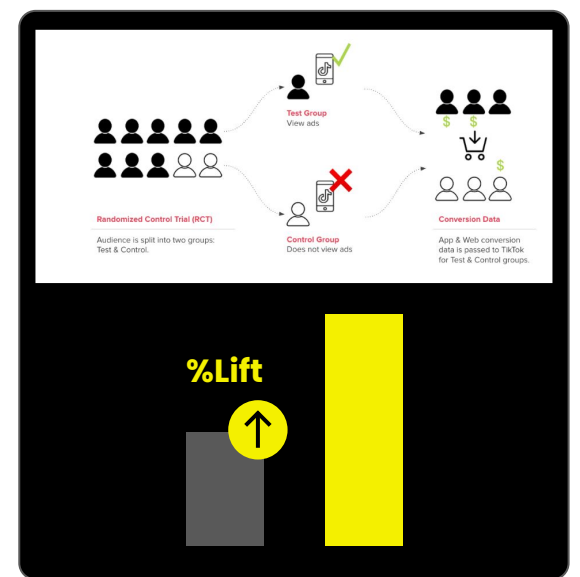 Test Group
View ads
$ $
$
Randomized Control Trial (RCT)
Audience is split into two groups:
Test & Control.
Control Group
Does not view ads
Conversion Data
App & Web conversion
data is passed to TikTok
for Test & Control groups.
%Lift